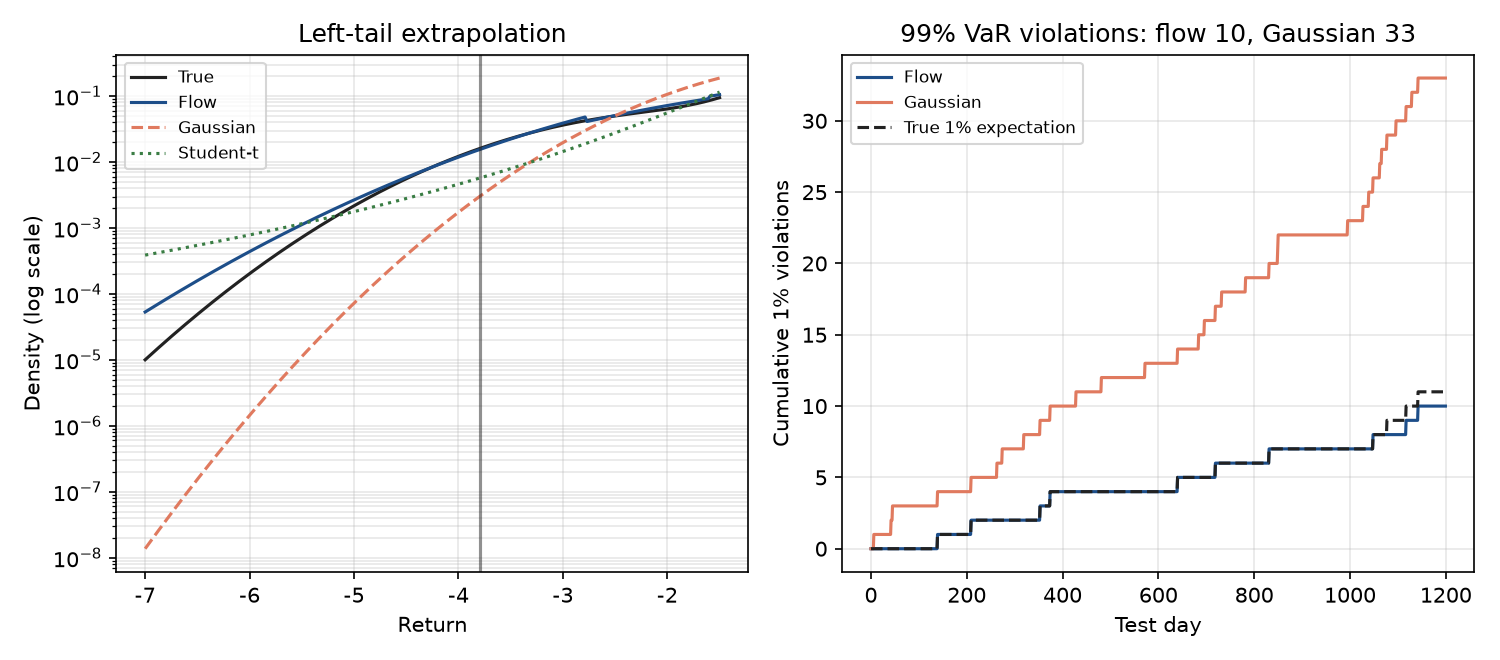 Left-tail extrapolation
True
Flow
Gaussian
Student-t
10⁻¹
10⁻²
10⁻³
10⁻⁴
10⁻⁵
10⁻⁶
10⁻⁷
10⁻⁸
Density (log scale)
-7 -6 -5 -4 -3 -2
Return
99% VaR violations: flow 10, Gaussian 33
Flow
Gaussian
True 1% expectation
30
25
20
15
10
5
0
Cumulative 1% violations
0 200 400 600 800 1000 1200
Test day